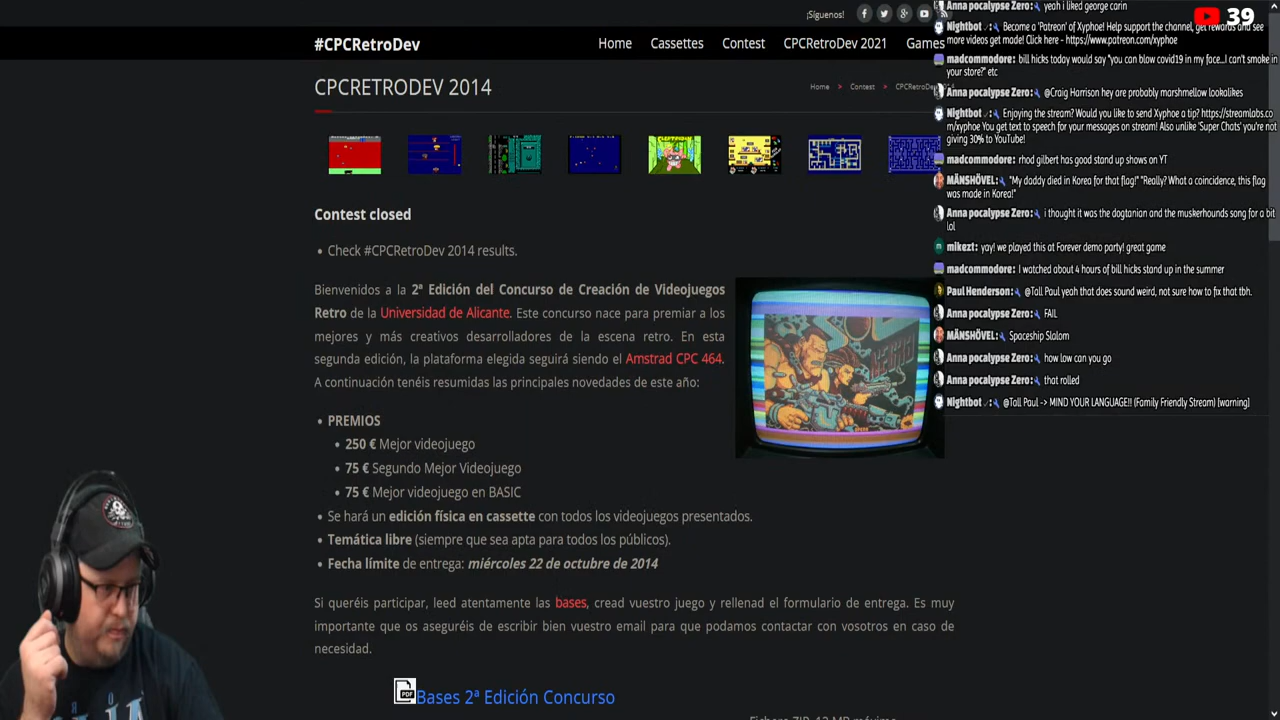 ¡Síguenos!
39
#CPCRetroDev
Home
Cassettes
Contest
CPCRetroDev 2021
Games
CPCRETRODEV 2014
Home > Contest > CPCRetroDev
Contest closed
• Check #CPCRetroDev 2014 results.
Bienvenidos a la 2ª Edición del Concurso de Creación de Videojuegos
Retro de la Universidad de Alicante. Este concurso nace para premiar a los
mejores y más creativos desarrolladores de la escena retro. En esta
segunda edición, la plataforma elegida seguirá siendo el Amstrad CPC 464.
A continuación tenéis resumidas las principales novedades de este año:
• PREMIOS
• 250 € Mejor videojuego
• 75 € Segundo Mejor Videojuego
• 75 € Mejor videojuego en BASIC
• Se hará un edición física en cassette con todos los videojuegos presentados.
• Temática libre (siempre que sea apta para todos los públicos).
• Fecha límite de entrega: miércoles 22 de octubre de 2014
Si queréis participar, leed atentamente las bases, cread vuestro juego y rellenad el formulario de entrega. Es muy
importante que os aseguréis de escribir bien vuestro email para que podamos contactar con vosotros en caso de
necesidad.
PDF
Bases 2ª Edición Concurso
Fichero ZIP, 12 MB máximo
Anna pocalypse Zero: yeah i liked george carin
Nightbot: Become a 'Patreon' of Xyphoe! Help support the channel, get rewards and see
more videos get made! Click here - https://www.patreon.com/xyphoe
madcommodore: bill hicks today would say "you can blow covid19 in my face...I can't smoke in
your store?" etc
Anna pocalypse Zero: @Craig Harrison hey are probably marshmellow lookalikes
Nightbot: Enjoying the stream? Would you like to send Xyphoe a tip? https://streamlabs.co
m/xyphoe You get text to speech for your messages on stream! Also unlike 'Super Chats' you're not
giving 30% to YouTube!
madcommodore: rhod gilbert has good stand up shows on YT
MÄNSHÖVEL: "My daddy died in Korea for that flag!" "Really? What a coincidence, this flag
was made in Korea!"
Anna pocalypse Zero: i thought it was the dogtanian and the muskerhounds song for a bit
lol
mikezt: yay! we played this at Forever demo party! great game
madcommodore: I watched about 4 hours of bill hicks stand up in the summer
Paul Henderson: @Tall Paul yeah that does sound weird, not sure how to fix that tbh.
Anna pocalypse Zero: FAIL
MÄNSHÖVEL: Spaceship Slalom
Anna pocalypse Zero: how low can you go
Anna pocalypse Zero: that rolled
Nightbot: @Tall Paul -> MIND YOUR LANGUAGE!! (Family Friendly Stream) [warning]